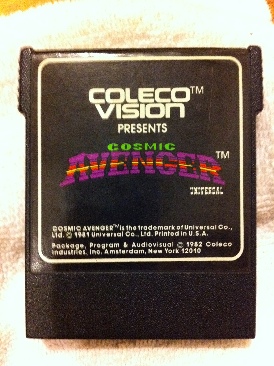 COLECO™
VISION
PRESENTS
COSMIC
AVENGER™
UNIVERSAL
COSMIC AVENGER™ is the trademark of Universal Co.,
Ltd. © 1981 Universal Co., Ltd. Printed in U.S.A.
Package, Program & Audiovisual © 1982 Coleco
Industries, Inc. Amsterdam, New York 12010